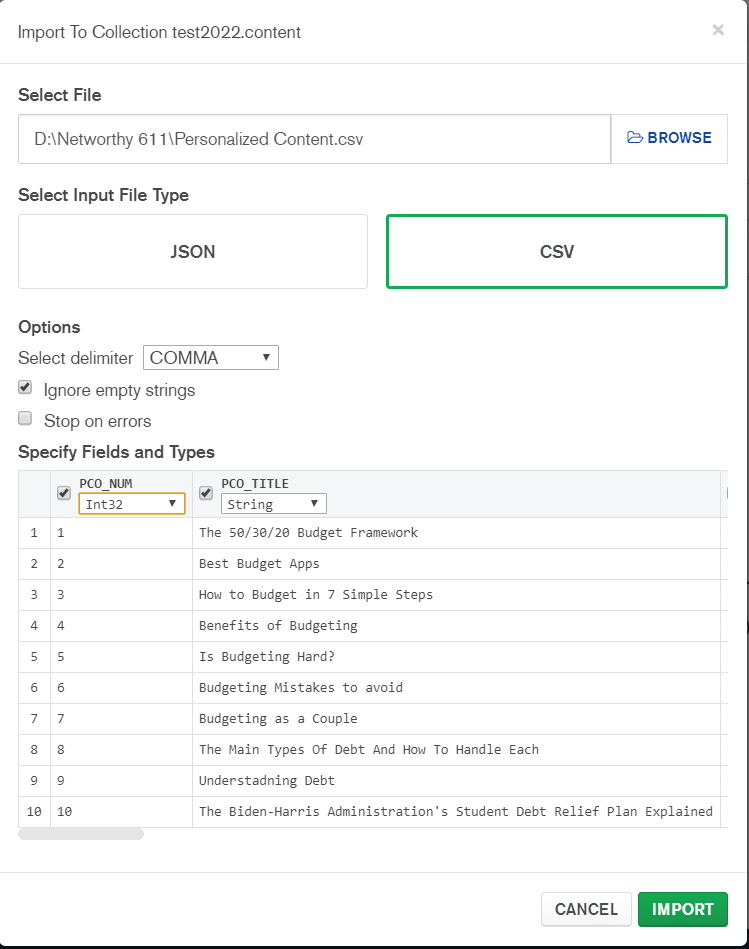 Import To Collection test2022.content
×
Select File
D:\Networthy 611\Personalized Content.csv
BROWSE
Select Input File Type
JSON
CSV
Options
Select delimiter COMMA
Ignore empty strings
Stop on errors
Specify Fields and Types
PCO_NUM PCO_TITLE
Int32 String
1 1 The 50/30/20 Budget Framework
2 2 Best Budget Apps
3 3 How to Budget in 7 Simple Steps
4 4 Benefits of Budgeting
5 5 Is Budgeting Hard?
6 6 Budgeting Mistakes to avoid
7 7 Budgeting as a Couple
8 8 The Main Types Of Debt And How To Handle Each
9 9 Understadning Debt
10 10 The Biden-Harris Administration's Student Debt Relief Plan Explained
CANCEL IMPORT